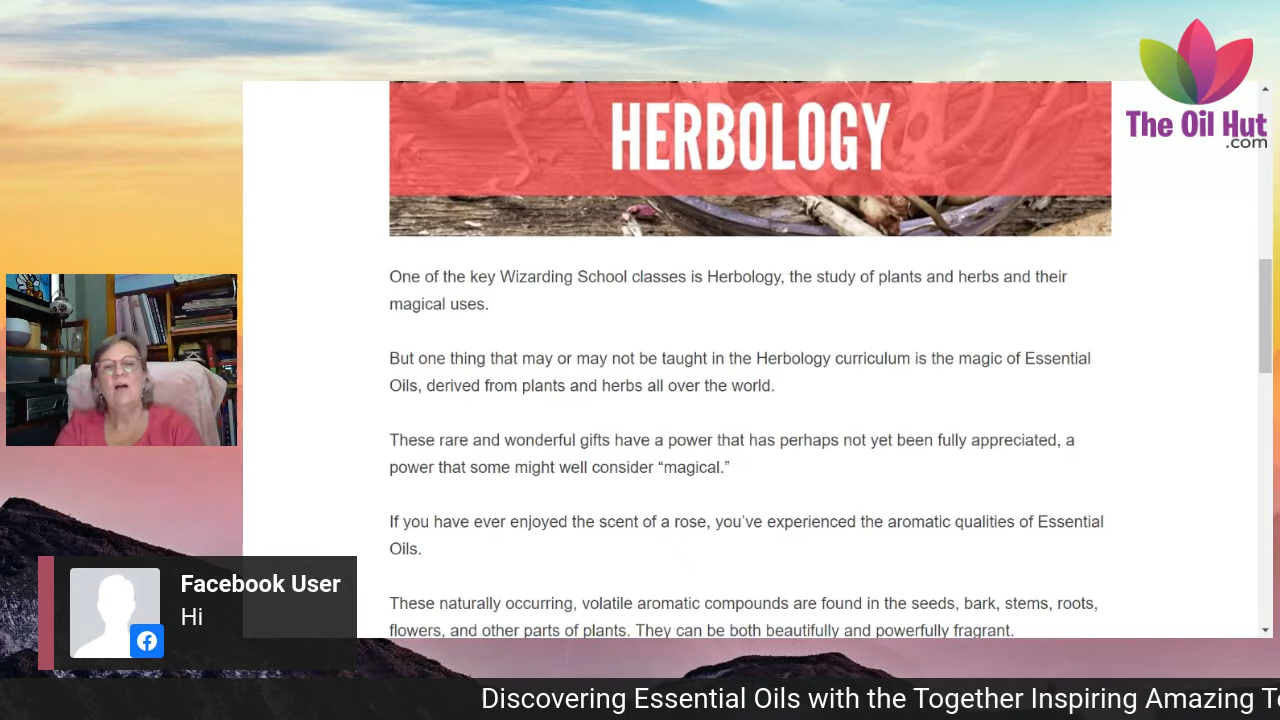 The Oil Hut
.com
HERBOLOGY
One of the key Wizarding School classes is Herbology, the study of plants and herbs and their
magical uses.
But one thing that may or may not be taught in the Herbology curriculum is the magic of Essential
Oils, derived from plants and herbs all over the world.
These rare and wonderful gifts have a power that has perhaps not yet been fully appreciated, a
power that some might well consider “magical.”
If you have ever enjoyed the scent of a rose, you’ve experienced the aromatic qualities of Essential
Oils.
These naturally occurring, volatile aromatic compounds are found in the seeds, bark, stems, roots,
flowers, and other parts of plants. They can be both beautifully and powerfully fragrant.
Facebook User
Hi
Discovering Essential Oils with the Together Inspiring Amazing